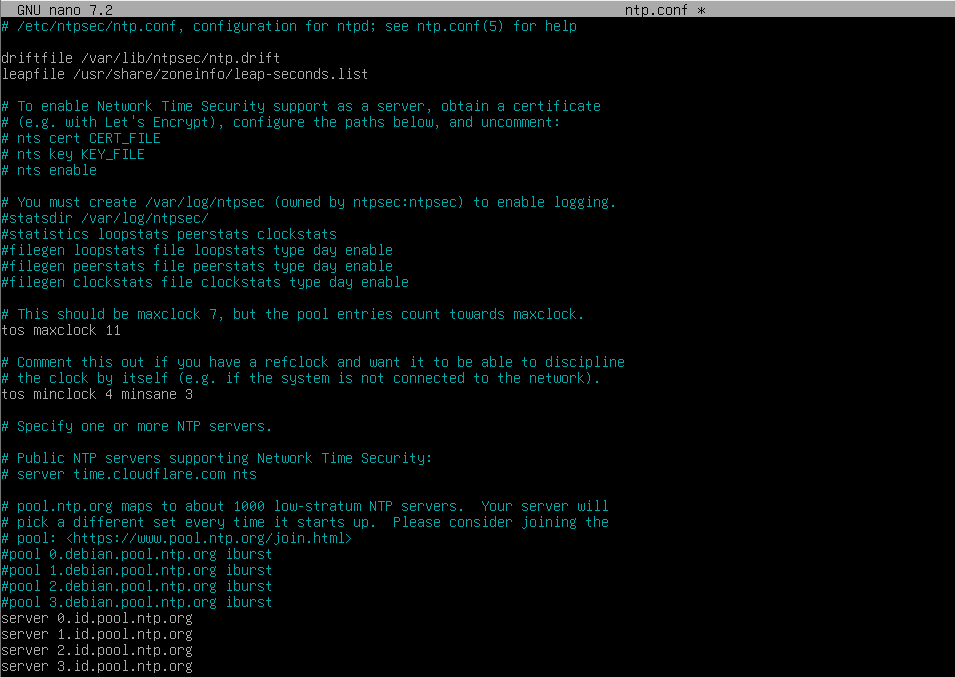 GNU nano 7.2 ntp.conf *
# /etc/ntpsec/ntp.conf, configuration for ntpd; see ntp.conf(5) for help
driftfile /var/lib/ntpsec/ntp.drift
leapfile /usr/share/zoneinfo/leap-seconds.list
# To enable Network Time Security support as a server, obtain a certificate
# (e.g. with Let's Encrypt), configure the paths below, and uncomment:
# nts cert CERT_FILE
# nts key KEY_FILE
# nts enable
# You must create /var/log/ntpsec (owned by ntpsec:ntpsec) to enable logging.
#statsdir /var/log/ntpsec/
#statistics loopstats peerstats clockstats
#filegen loopstats file loopstats type day enable
#filegen peerstats file peerstats type day enable
#filegen clockstats file clockstats type day enable
# This should be maxclock 7, but the pool entries count towards maxclock.
tos maxclock 11
# Comment this out if you have a refclock and want it to be able to discipline
# the clock by itself (e.g. if the system is not connected to the network).
tos minclock 4 minsane 3
# Specify one or more NTP servers.
# Public NTP servers supporting Network Time Security:
# server time.cloudflare.com nts
# pool.ntp.org maps to about 1000 low-stratum NTP servers.  Your server will
# pick a different set every time it starts up.  Please consider joining the
# pool: <https://www.pool.ntp.org/join.html>
#pool 0.debian.pool.ntp.org iburst
#pool 1.debian.pool.ntp.org iburst
#pool 2.debian.pool.ntp.org iburst
#pool 3.debian.pool.ntp.org iburst
server 0.id.pool.ntp.org
server 1.id.pool.ntp.org
server 2.id.pool.ntp.org
server 3.id.pool.ntp.org